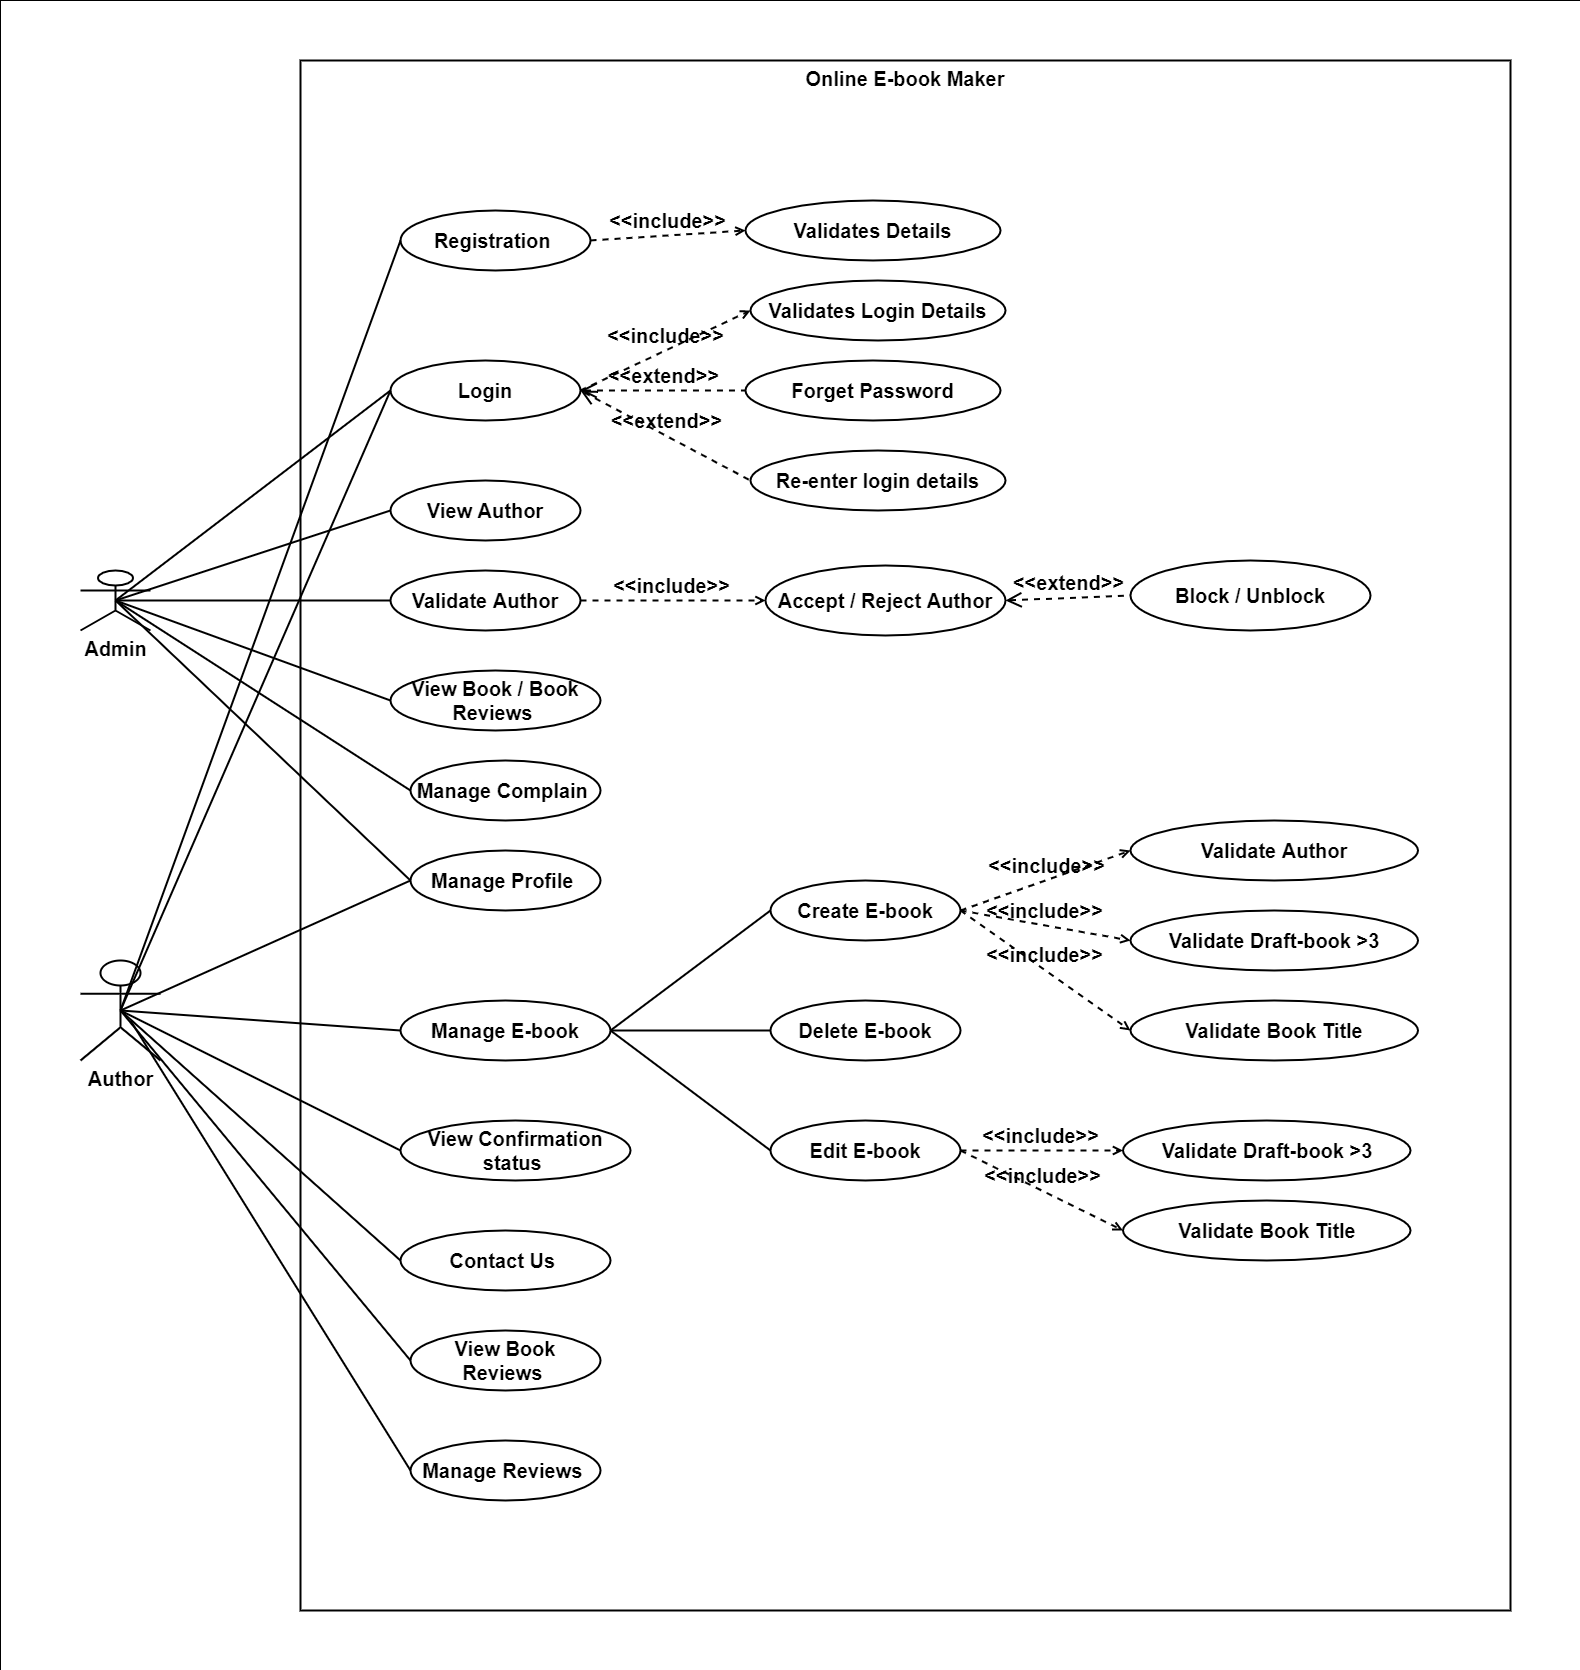 Online E-book Maker
Registration
<<include>>
Validates Details
Validates Login Details
<<include>>
Login
<<extend>>
Forget Password
<<extend>>
Re-enter login details
View Author
Validate Author
<<include>>
Accept / Reject Author
<<extend>>
Block / Unblock
Admin
View Book / Book
Reviews
Manage Complain
Manage Profile
Create E-book
<<include>>
Validate Author
<<include>>
Validate Draft-book >3
<<include>>
Validate Book Title
Manage E-book
Delete E-book
Author
View Confirmation
status
Edit E-book
<<include>>
Validate Draft-book >3
<<include>>
Validate Book Title
Contact Us
View Book
Reviews
Manage Reviews